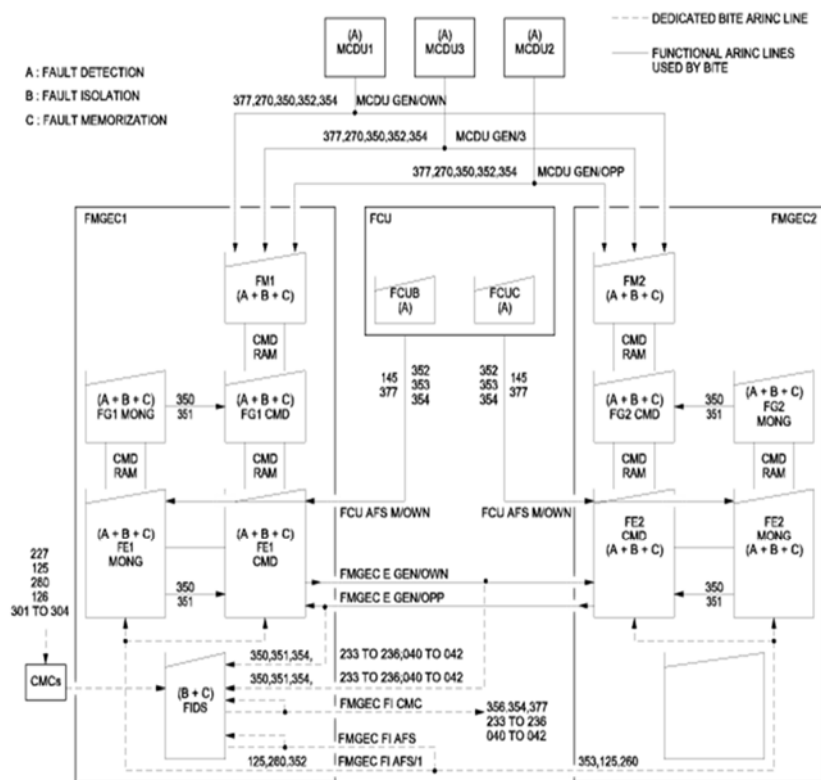 DEDICATED BITE ARINC LINE
FUNCTIONAL ARINC LINES
USED BY BITE
(A)
MCDU1
(A)
MCDU3
(A)
MCDU2
A : FAULT DETECTION
B : FAULT ISOLATION
C : FAULT MEMORIZATION
377,270,350,352,354
MCDU GEN/OWN
377,270,350,352,354
MCDU GEN/3
377,270,350,352,354
MCDU GEN/OPP
FMGEC1
FCU
FMGEC2
FM1
(A + B + C)
FCUB
(A)
FCUC
(A)
FM2
(A + B + C)
CMD
RAM
CMD
RAM
(A + B + C)
FG1 MONG
350
351
(A + B + C)
FG1 CMD
145
377
352
353
354
352
353
354
145
377
(A + B + C)
FG2 CMD
350
351
(A + B + C)
FG2
MONG
CMD
RAM
CMD
RAM
CMD
RAM
CMD
RAM
FCU AFS M/OWN
FCU AFS M/OWN
(A + B + C)
FE1
MONG
(A + B + C)
FE1
CMD
FE2
CMD
(A + B + C)
FE2
MONG
(A + B + C)
227
125
260
126
301 TO 304
350
351
FMGEC E GEN/OWN
FMGEC E GEN/OPP
350
351
CMCs
(B + C)
FIDS
350,351,354,
233 TO 236,040 TO 042
350,351,354,
233 TO 236,040 TO 042
FMGEC FI CMC
356,354,377
233 TO 236
040 TO 042
FMGEC FI AFS
125,260,352
FMGEC FI AFS/1
353,125,260